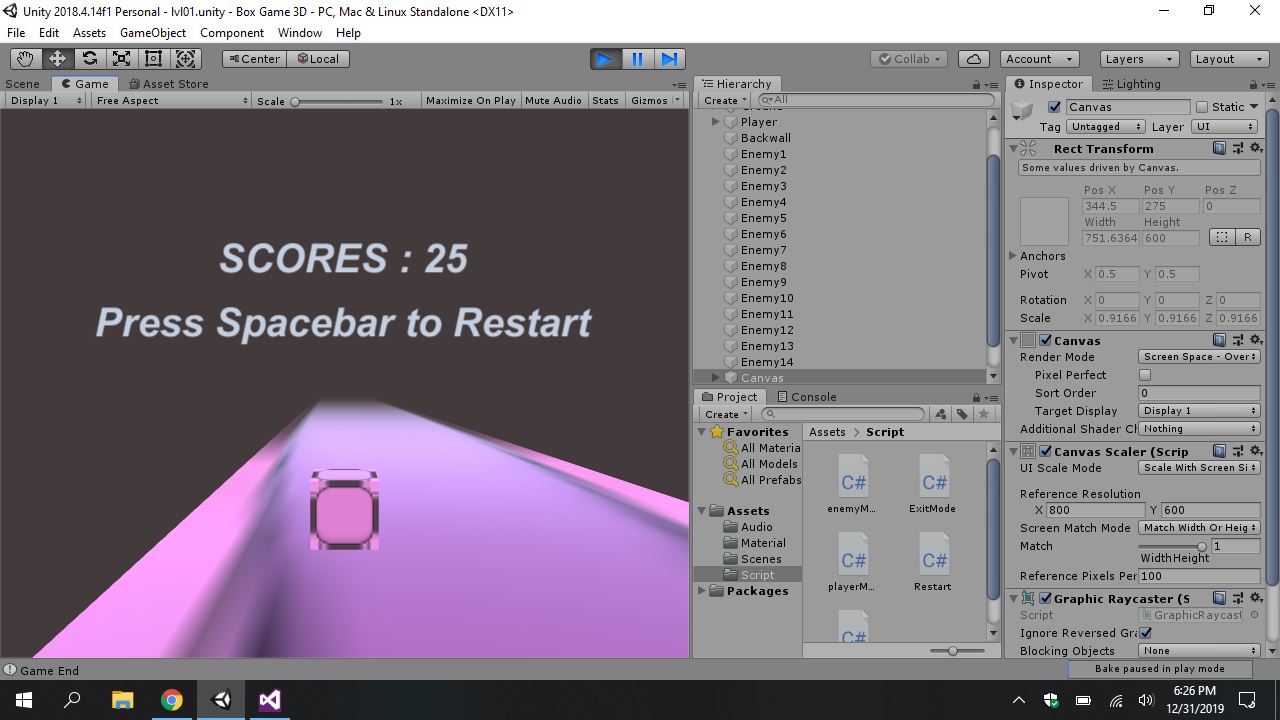 Unity 2018.4.14f1 Personal - lvl01.unity - Box Game 3D - PC, Mac & Linux Standalone <DX11>
File Edit Assets GameObject Component Window Help
Center Local Collab Account Layers Layout
Scene Game Asset Store
Display 1 Free Aspect Scale 1x Maximize On Play Mute Audio Stats Gizmos
SCORES : 25
Press Spacebar to Restart
Hierarchy
Create All
Player
Backwall
Enemy1
Enemy2
Enemy3
Enemy4
Enemy5
Enemy6
Enemy7
Enemy8
Enemy9
Enemy10
Enemy11
Enemy12
Enemy13
Enemy14
Canvas
Project Console
Create
Favorites
All Materia
All Models
All Prefabs
Assets
Audio
Material
Scenes
Script
Packages
Assets > Script
C# C#
enemyM... ExitMode
C# C#
playerM... Restart
C#
Inspector Lighting
Canvas Static
Tag Untagged Layer UI
Rect Transform
Some values driven by Canvas.
Pos X Pos Y Pos Z
344.5 275 0
Width Height
751.6364 600 R
Anchors
Pivot X 0.5 Y 0.5
Rotation X 0 Y 0 Z 0
Scale X 0.9166 Y 0.9166 Z 0.9166
Canvas
Render Mode Screen Space - Over
Pixel Perfect
Sort Order 0
Target Display Display 1
Additional Shader Cl Nothing
Canvas Scaler (Scrip
UI Scale Mode Scale With Screen Si
Reference Resolution
X 800 Y 600
Screen Match Mode Match Width Or Heig
Match 1
WidthHeight
Reference Pixels Per 100
Graphic Raycaster (S
Script GraphicRaycast
Ignore Reversed Gra
Blocking Objects None
Game End
Bake paused in play mode
6:26 PM
12/31/2019